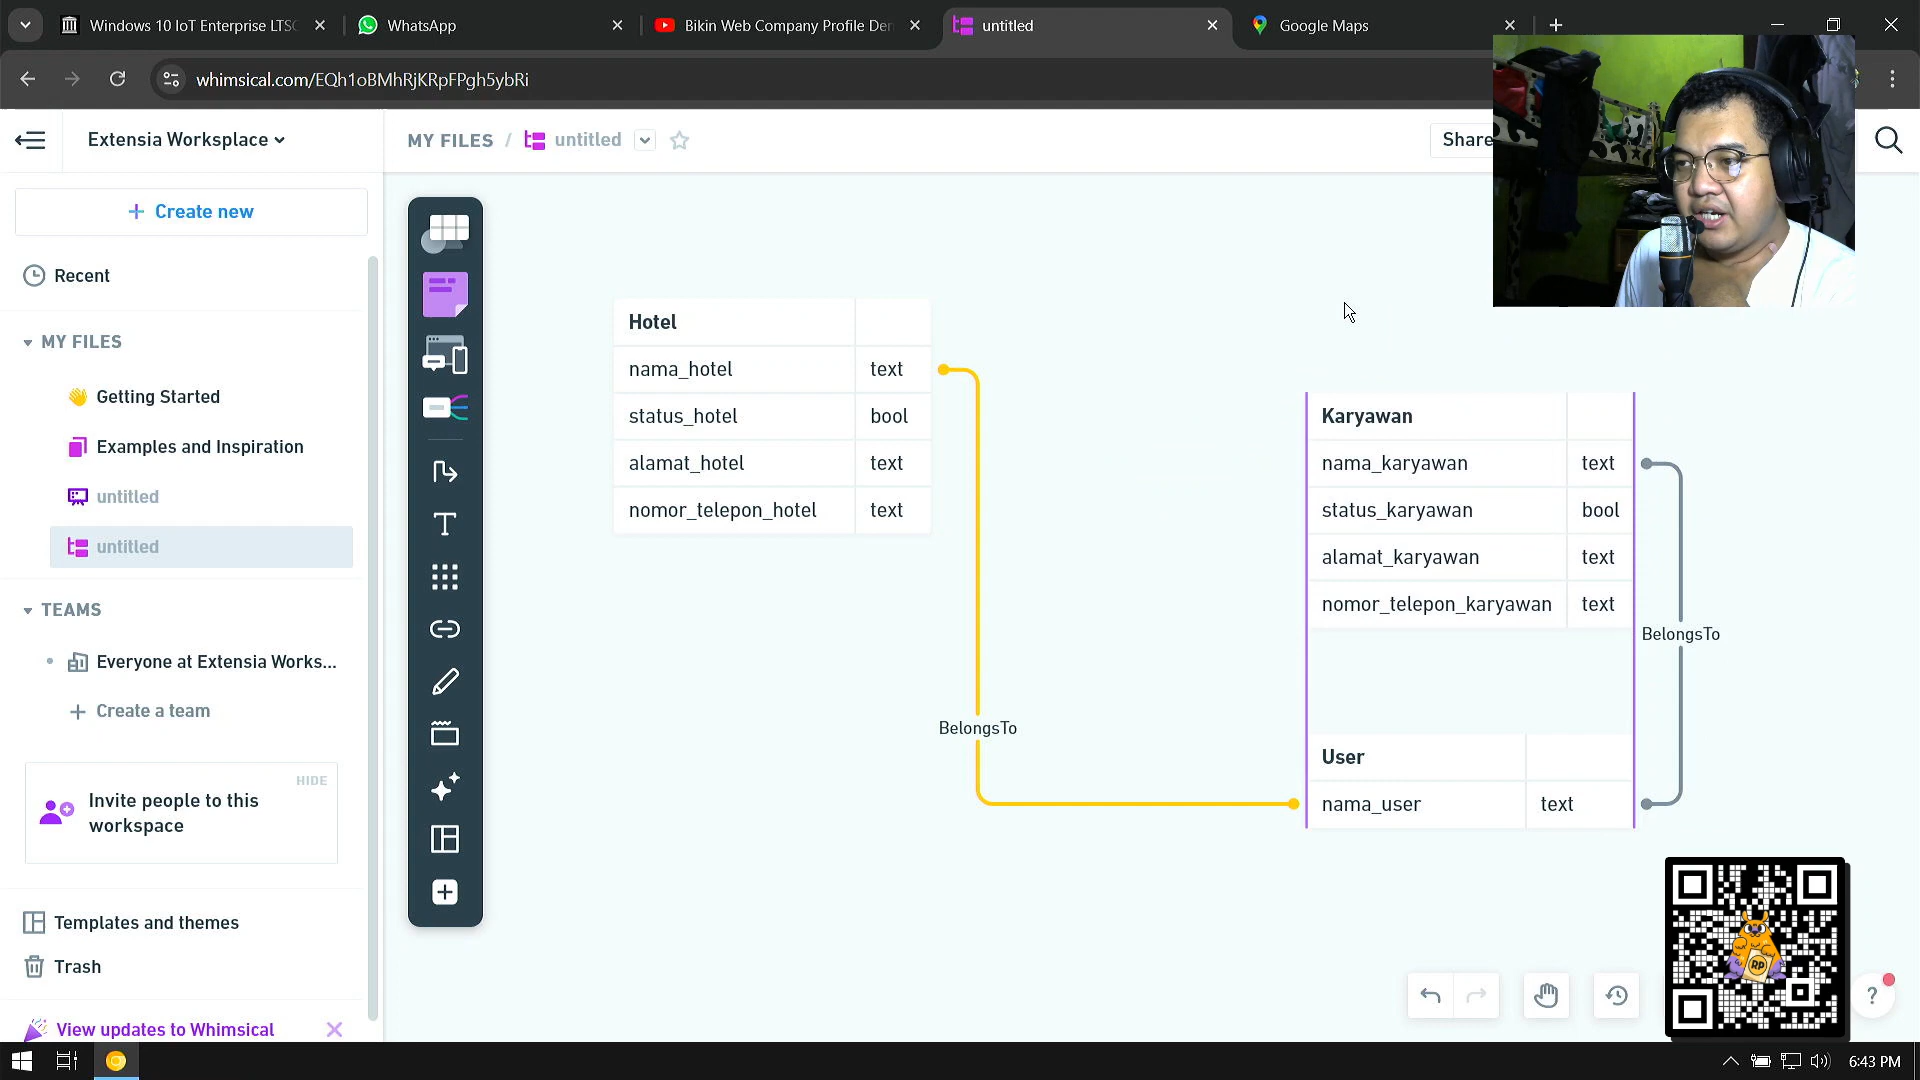 Windows 10 IoT Enterprise LTSC
WhatsApp
Bikin Web Company Profile Den
untitled
Google Maps
whimsical.com/EQh1oBMhRjKRpFPgh5ybRi
Extensia Worksplace
MY FILES / untitled
Share
+ Create new
Recent
MY FILES
Getting Started
Examples and Inspiration
untitled
untitled
TEAMS
Everyone at Extensia Works...
+ Create a team
HIDE
Invite people to this
workspace
Templates and themes
Trash
View updates to Whimsical
Hotel
nama_hotel text
status_hotel bool
alamat_hotel text
nomor_telepon_hotel text
BelongsTo
Karyawan
nama_karyawan text
status_karyawan bool
alamat_karyawan text
nomor_telepon_karyawan text
BelongsTo
User
nama_user text
RP
?
6:43 PM